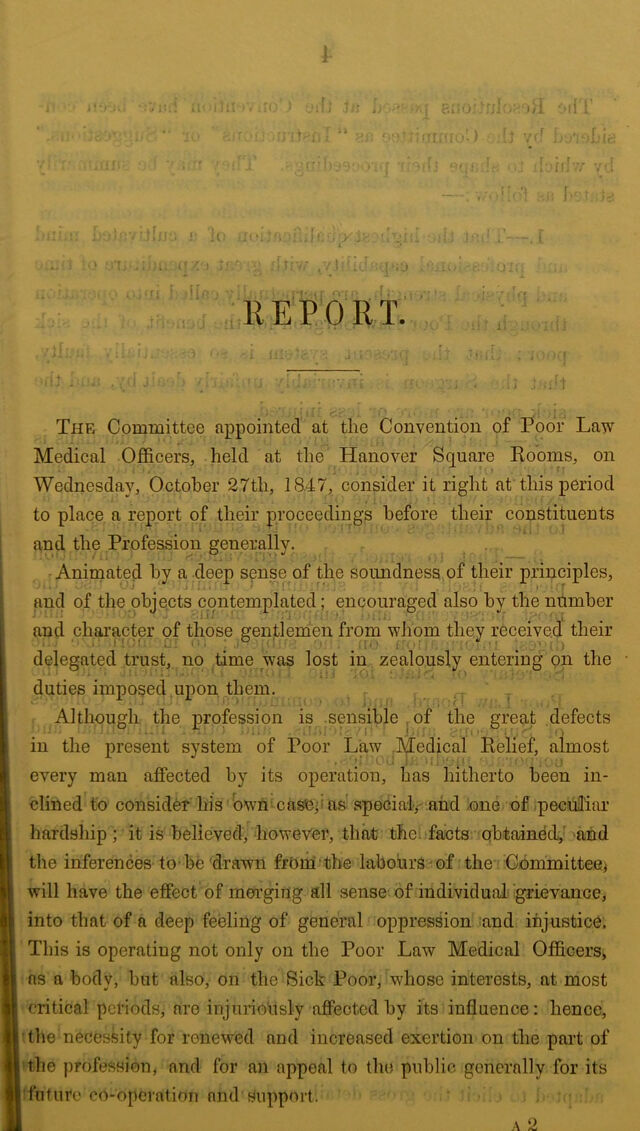 REPORT.
THE Committee appointed at the Convention of Poor Law
Medical Officers, held at the Hanover Square Rooms, on
Wednesday, October 27th, 1847, consider it right at this period
to place a report of their proceedings before their constituents
and the Profession generally.
Animated by a deep sense of the soundness of their principles,
and of the objects contemplated; encouraged also by the number
and character of those gentlemen from whom they received their
delegated trust, no time was lost in zealously entering on the
duties imposed upon them.
Although the profession is sensible of the great defects
in the present system of Poor Law Medical Relief, almost
every man affected by its operation, has hitherto been in-
clined to consider his own case, as special, and one of peculiar
hardship; it is believed, however, that the facts obtained, and
the inferences to be drawn from the labours of the Committee,
will have the effect of merging all sense of individual grievance,
into that of a deep feeling of general oppression and injustice.
This is operating not only on the Poor Law Medical Officers,
as a body, but also, on the Sick Poor, whose interests, at most
critical periods, are injuriously affected by its influence: hence,
the necessity for renewed and increased exertion on the part of
the profession, and for an appeal to the public generally for its
future co-operation and support.
A 2